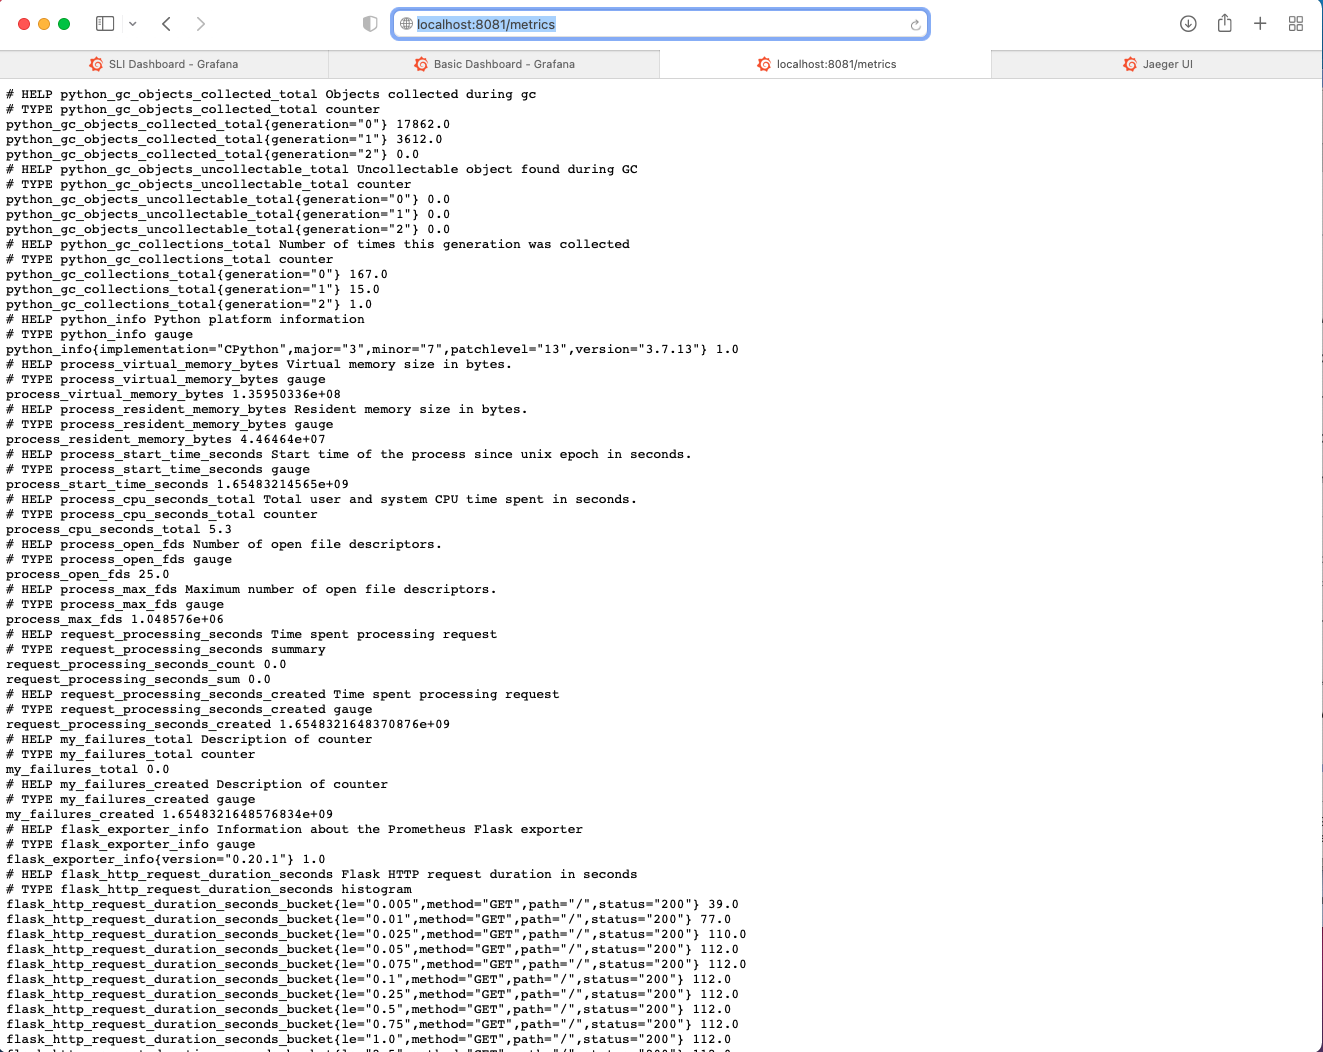 localhost:8081/metrics
SLI Dashboard - Grafana
Basic Dashboard - Grafana
localhost:8081/metrics
Jaeger UI
# HELP python_gc_objects_collected_total Objects collected during gc
# TYPE python_gc_objects_collected_total counter
python_gc_objects_collected_total{generation="0"} 17862.0
python_gc_objects_collected_total{generation="1"} 3612.0
python_gc_objects_collected_total{generation="2"} 0.0
# HELP python_gc_objects_uncollectable_total Uncollectable object found during GC
# TYPE python_gc_objects_uncollectable_total counter
python_gc_objects_uncollectable_total{generation="0"} 0.0
python_gc_objects_uncollectable_total{generation="1"} 0.0
python_gc_objects_uncollectable_total{generation="2"} 0.0
# HELP python_gc_collections_total Number of times this generation was collected
# TYPE python_gc_collections_total counter
python_gc_collections_total{generation="0"} 167.0
python_gc_collections_total{generation="1"} 15.0
python_gc_collections_total{generation="2"} 1.0
# HELP python_info Python platform information
# TYPE python_info gauge
python_info{implementation="CPython",major="3",minor="7",patchlevel="13",version="3.7.13"} 1.0
# HELP process_virtual_memory_bytes Virtual memory size in bytes.
# TYPE process_virtual_memory_bytes gauge
process_virtual_memory_bytes 1.35950336e+08
# HELP process_resident_memory_bytes Resident memory size in bytes.
# TYPE process_resident_memory_bytes gauge
process_resident_memory_bytes 4.46464e+07
# HELP process_start_time_seconds Start time of the process since unix epoch in seconds.
# TYPE process_start_time_seconds gauge
process_start_time_seconds 1.65483214565e+09
# HELP process_cpu_seconds_total Total user and system CPU time spent in seconds.
# TYPE process_cpu_seconds_total counter
process_cpu_seconds_total 5.3
# HELP process_open_fds Number of open file descriptors.
# TYPE process_open_fds gauge
process_open_fds 25.0
# HELP process_max_fds Maximum number of open file descriptors.
# TYPE process_max_fds gauge
process_max_fds 1.048576e+06
# HELP request_processing_seconds Time spent processing request
# TYPE request_processing_seconds summary
request_processing_seconds_count 0.0
request_processing_seconds_sum 0.0
# HELP request_processing_seconds_created Time spent processing request
# TYPE request_processing_seconds_created gauge
request_processing_seconds_created 1.6548321648370876e+09
# HELP my_failures_total Description of counter
# TYPE my_failures_total counter
my_failures_total 0.0
# HELP my_failures_created Description of counter
# TYPE my_failures_created gauge
my_failures_created 1.6548321648576834e+09
# HELP flask_exporter_info Information about the Prometheus Flask exporter
# TYPE flask_exporter_info gauge
flask_exporter_info{version="0.20.1"} 1.0
# HELP flask_http_request_duration_seconds Flask HTTP request duration in seconds
# TYPE flask_http_request_duration_seconds histogram
flask_http_request_duration_seconds_bucket{le="0.005",method="GET",path="/",status="200"} 39.0
flask_http_request_duration_seconds_bucket{le="0.01",method="GET",path="/",status="200"} 77.0
flask_http_request_duration_seconds_bucket{le="0.025",method="GET",path="/",status="200"} 110.0
flask_http_request_duration_seconds_bucket{le="0.05",method="GET",path="/",status="200"} 112.0
flask_http_request_duration_seconds_bucket{le="0.075",method="GET",path="/",status="200"} 112.0
flask_http_request_duration_seconds_bucket{le="0.1",method="GET",path="/",status="200"} 112.0
flask_http_request_duration_seconds_bucket{le="0.25",method="GET",path="/",status="200"} 112.0
flask_http_request_duration_seconds_bucket{le="0.5",method="GET",path="/",status="200"} 112.0
flask_http_request_duration_seconds_bucket{le="0.75",method="GET",path="/",status="200"} 112.0
flask_http_request_duration_seconds_bucket{le="1.0",method="GET",path="/",status="200"} 112.0